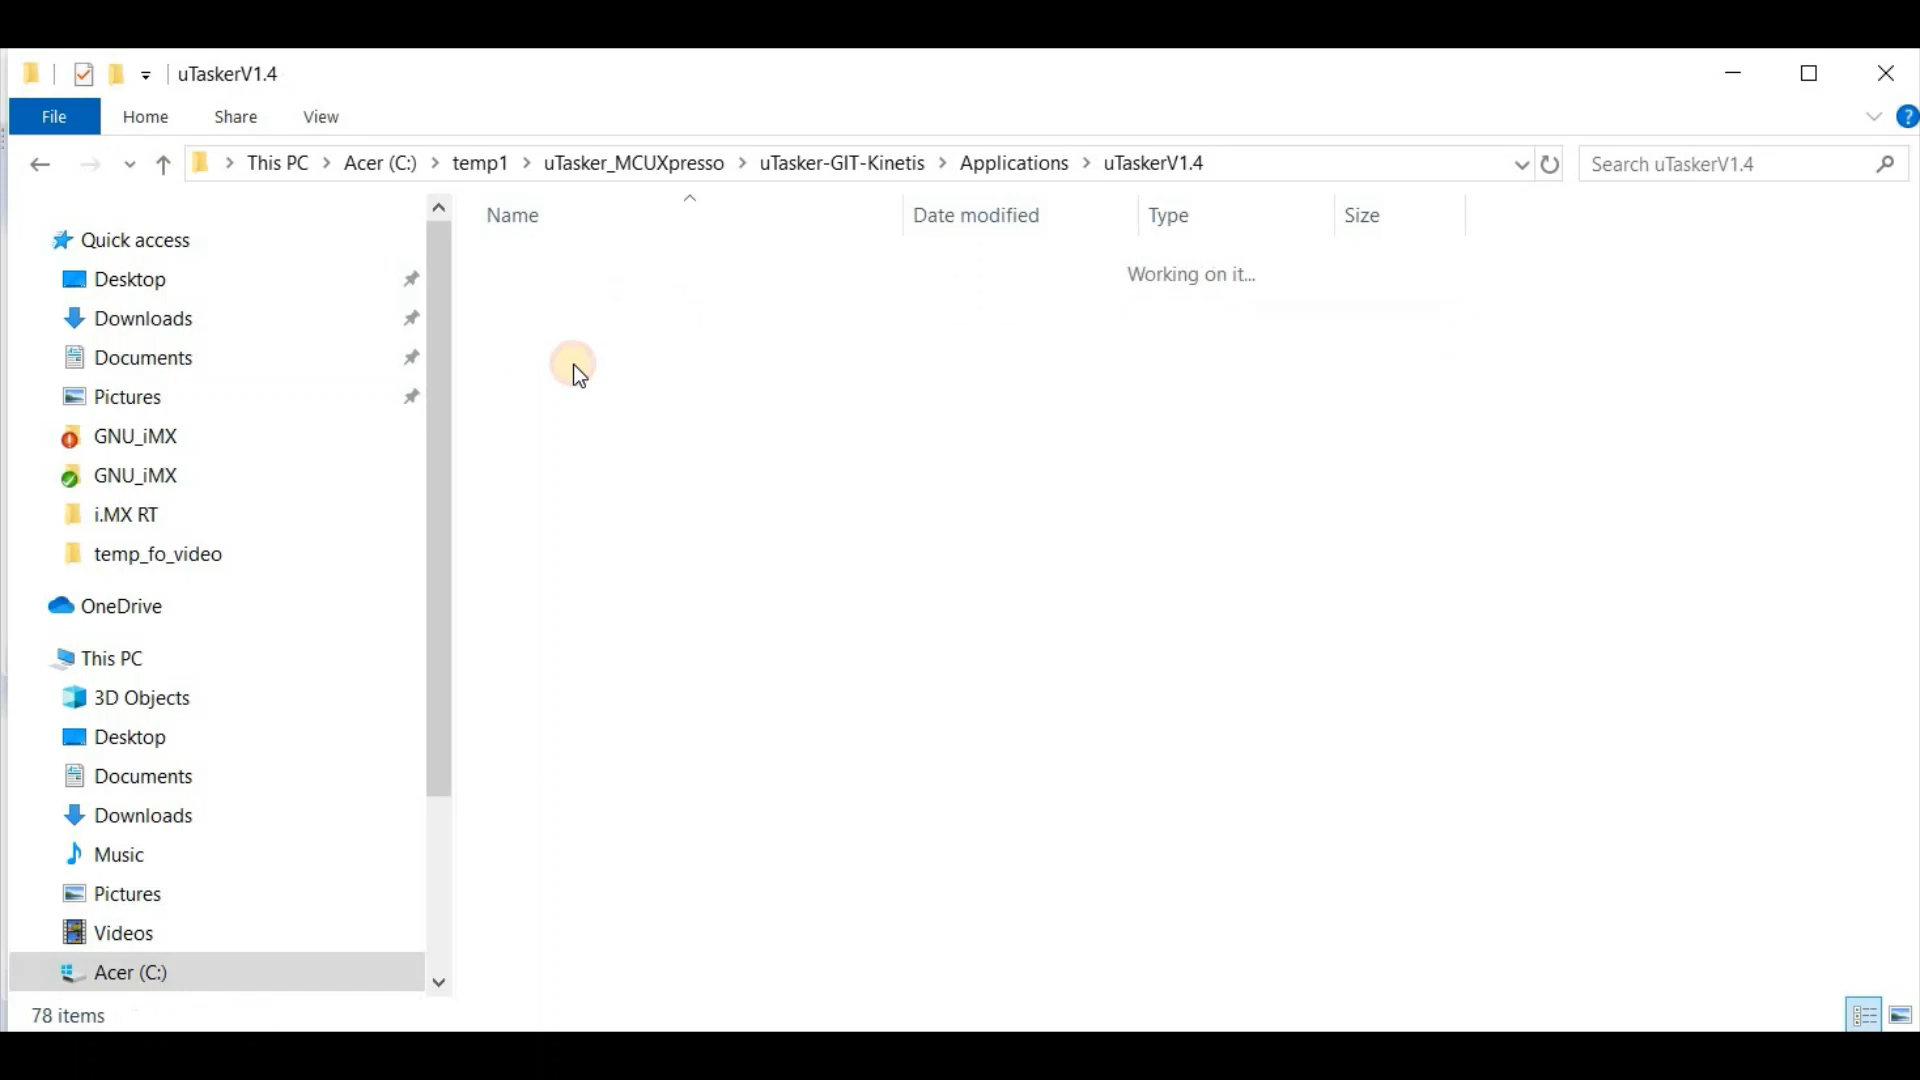 uTaskerV1.4
File Home Share View
This PC Acer (C:) temp1 uTasker_MCUXpresso uTasker-GIT-Kinetis Applications uTaskerV1.4
Search uTaskerV1.4
Name Date modified Type Size
Working on it...
Quick access
Desktop
Downloads
Documents
Pictures
GNU_iMX
GNU_iMX
i.MX RT
temp_fo_video
OneDrive
This PC
3D Objects
Desktop
Documents
Downloads
Music
Pictures
Videos
Acer (C:)
78 items